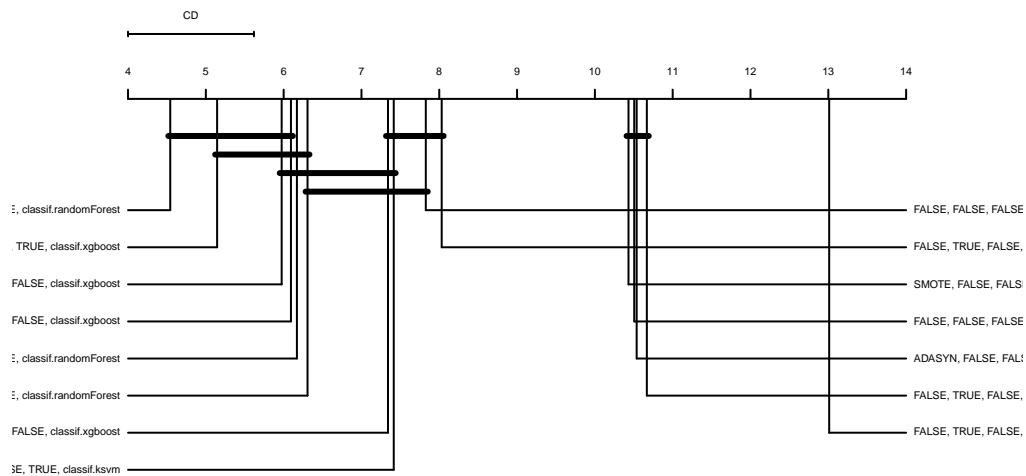 CD
4 5 6 7 8 9 10 11 12 13 14
classif.randomForest FALSE, FALSE, FALSE
TRUE, classif.xgboost FALSE, TRUE, FALSE,
FALSE, classif.xgboost SMOTE, FALSE,
FALSE, classif.xgboost FALSE, FALSE, FALSE
classif.randomForest ADASYN, FALSE,
classif.randomForest FALSE, TRUE, FALSE,
FALSE, classif.xgboost FALSE, TRUE, FALSE,
TRUE, classif.ksvm